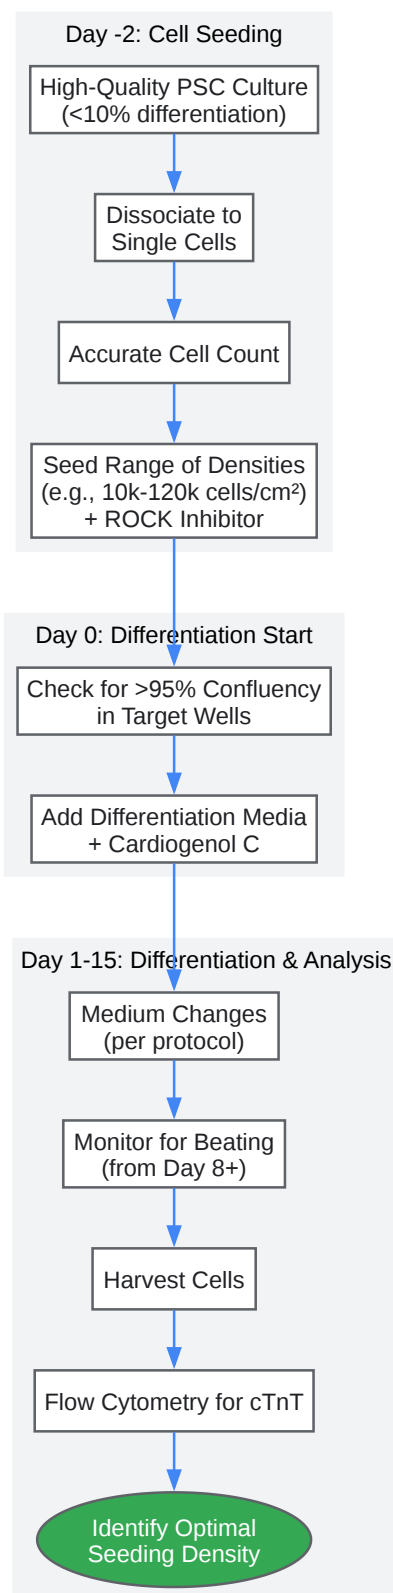 Day -2: Cell Seeding
High-Quality PSC Culture
(<10% differentiation)
Dissociate to
Single Cells
Accurate Cell Count
Seed Range of Densities
(e.g., 10k-120k cells/cm²)
+ ROCK Inhibitor
Day 0: Differentiation Start
Check for >95% Confluency
in Target Wells
Add Differentiation Media
+ Cardiogenol C
Day 1-15: Differentiation & Analysis
Medium Changes
(per protocol)
Monitor for Beating
(from Day 8+)
Harvest Cells
Flow Cytometry for cTnT
Identify Optimal
Seeding Density